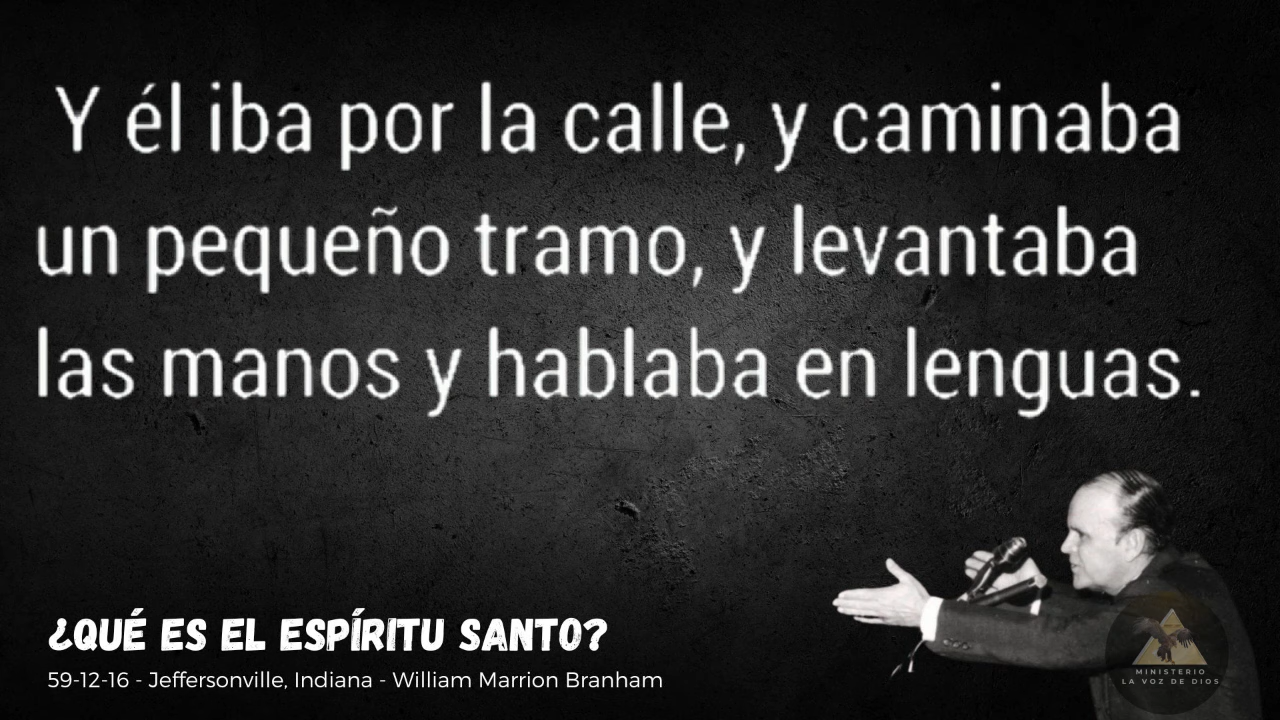 Y él iba por la calle, y caminaba
un pequeño tramo, y levantaba
las manos y hablaba en lenguas.
¿QUÉ ES EL ESPÍRITU SANTO?
59-12-16 - Jeffersonville, Indiana - William Marrion Branham
MINISTERIO
LA VOZ DE DIOS